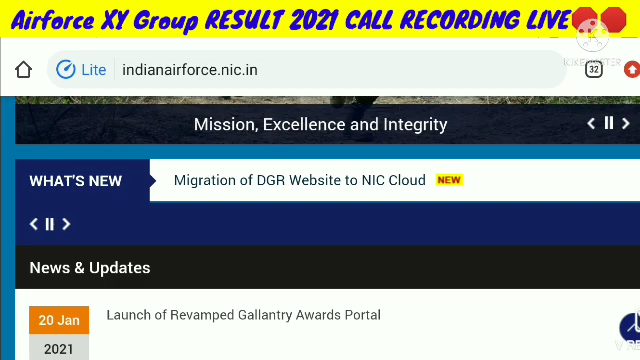 Airforce XY Group RESULT 2021 CALL RECORDING LIVE
KINEMASTER
Lite indianairforce.nic.in 32
Mission, Excellence and Integrity
WHAT'S NEW Migration of DGR Website to NIC Cloud NEW
News & Updates
20 Jan Launch of Revamped Gallantry Awards Portal
2021